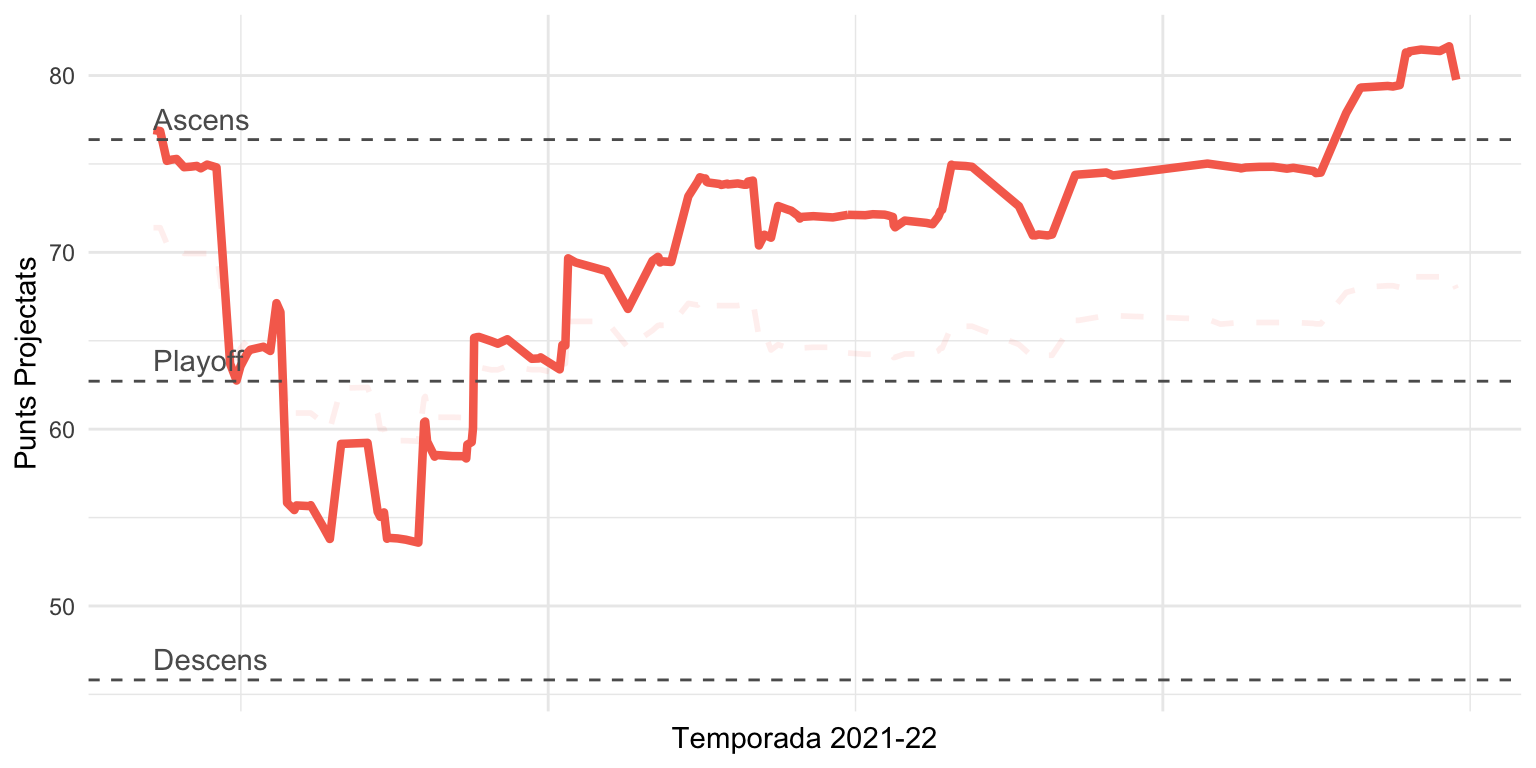 80
70
60
50
Punts Projectats
Ascens
Playoff
Descens
Temporada 2021-22